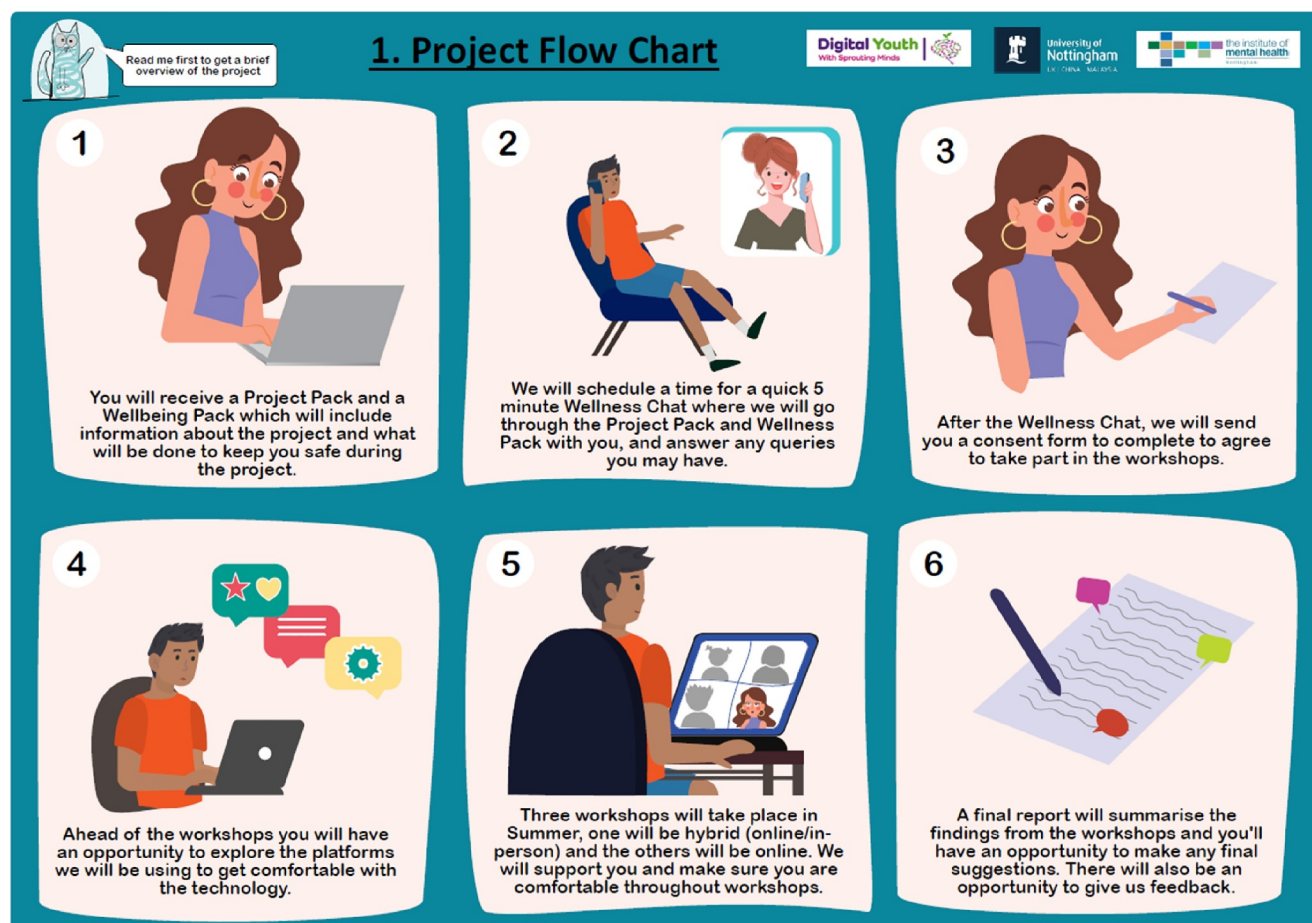 Read me first to get a brief
overview of the project
1. Project Flow Chart
Digital Youth
With Sprouting Minds
University of
Nottingham
UK | CHINA | MALAYSIA
the institute of
mental health
Nottingham
1
You will receive a Project Pack and a
Wellbeing Pack which will include
information about the project and what
will be done to keep you safe during
the project.
2
We will schedule a time for a quick 5
minute Wellness Chat where we will go
through the Project Pack and Wellness
Pack with you, and answer any queries
you may have.
3
After the Wellness Chat, we will send
you a consent form to complete to agree
to take part in the workshops.
4
Ahead of the workshops you will have
an opportunity to explore the platforms
we will be using to get comfortable with
the technology.
5
Three workshops will take place in
Summer, one will be hybrid (online/in-
person) and the others will be online. We
will support you and make sure you are
comfortable throughout workshops.
6
A final report will summarise the
findings from the workshops and you'll
have an opportunity to make any final
suggestions. There will also be an
opportunity to give us feedback.